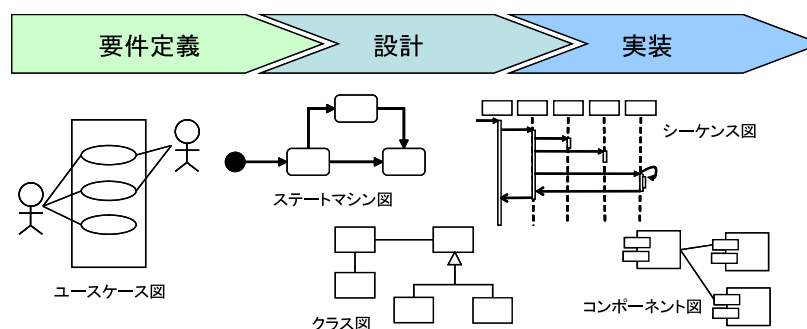 要件定義
設計
実装
シーケンス図
ステートマシン図
ユースケース図
コンポーネント図
クラス図